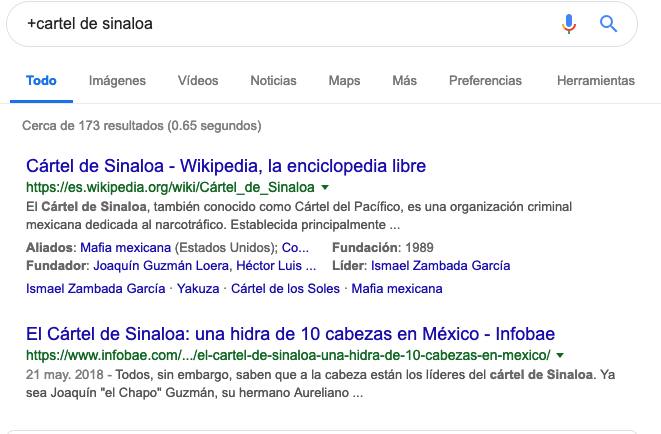 +cartel de sinaloa
Todo Imágenes Vídeos Noticias Maps Más Preferencias Herramientas
Cerca de 173 resultados (0.65 segundos)
Cártel de Sinaloa - Wikipedia, la enciclopedia libre
https://es.wikipedia.org/wiki/Cártel_de_Sinaloa
El Cártel de Sinaloa, también conocido como Cártel del Pacífico, es una organización criminal
mexicana dedicada al narcotráfico. Establecida principalmente ...
Aliados: Mafia mexicana (Estados Unidos); Co... Fundación: 1989
Fundador: Joaquín Guzmán Loera, Héctor Luis ... Líder: Ismael Zambada García
Ismael Zambada García · Yakuza · Cártel de los Soles · Mafia mexicana
El Cártel de Sinaloa: una hidra de 10 cabezas en México - Infobae
https://www.infobae.com/.../el-cartel-de-sinaloa-una-hidra-de-10-cabezas-en-mexico/
21 may. 2018 - Todos, sin embargo, saben que a la cabeza están los líderes del cártel de Sinaloa. Ya
sea Joaquín "el Chapo" Guzmán, su hermano Aureliano ...